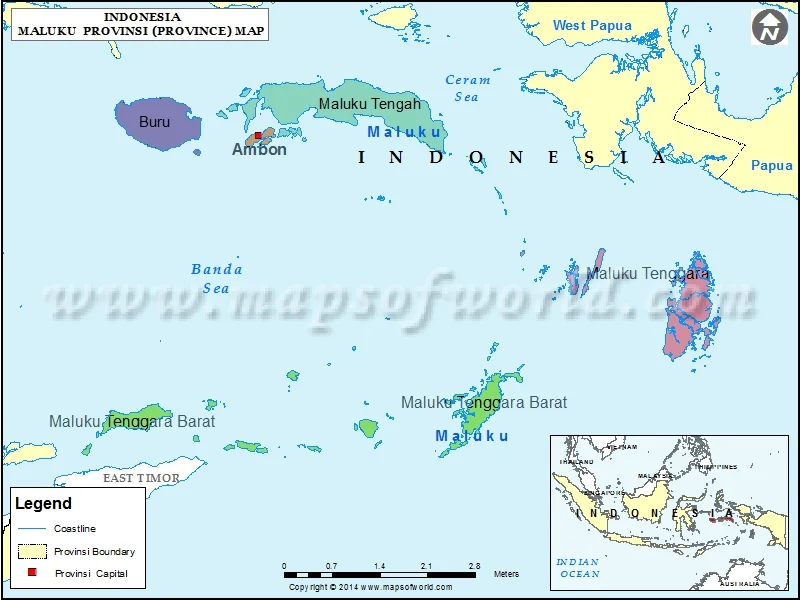 INDONESIA
MALUKU PROVINSI (PROVINCE) MAP
N
West Papua
Ceram
Sea
Maluku Tengah
Buru
Maluku
Ambon
INDONESIA
Papua
Banda
Sea
Maluku Tenggara
www.mapsofworld.com
Maluku Tenggara Barat
Maluku Tenggara Barat
Maluku
EAST TIMOR
Legend
Coastline
Provinsi Boundary
Provinsi Capital
0 0.7 1.4 2.1 2.8
Meters
Copyright © 2014 www.mapsofworld.com
VIETNAM
THAILAND
PHILIPPINES
MALAYSIA
SINGAPORE
INDONESIA
INDIAN
OCEAN
AUSTRALIA